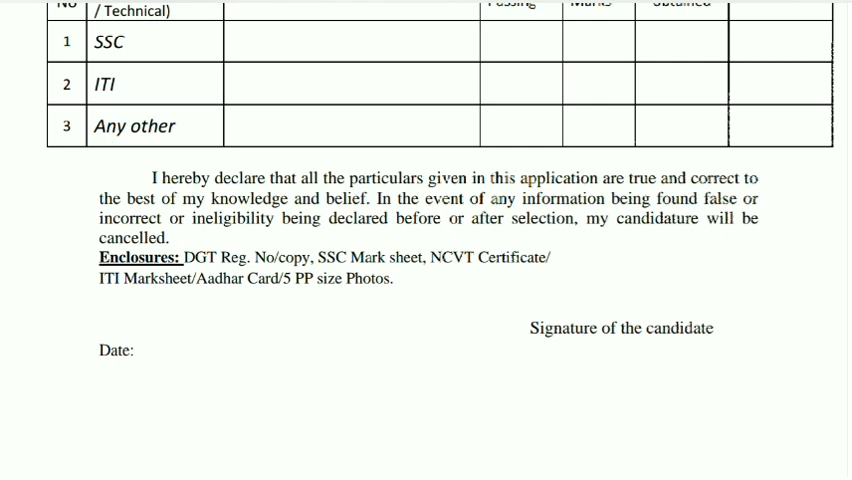 / Technical)
1 SSC
2 ITI
3 Any other
I hereby declare that all the particulars given in this application are true and correct to
the best of my knowledge and belief. In the event of any information being found false or
incorrect or ineligibility being declared before or after selection, my candidature will be
cancelled.
Enclosures: DGT Reg. No/copy, SSC Mark sheet, NCVT Certificate/
ITI Marksheet/Aadhar Card/5 PP size Photos.
Signature of the candidate
Date: